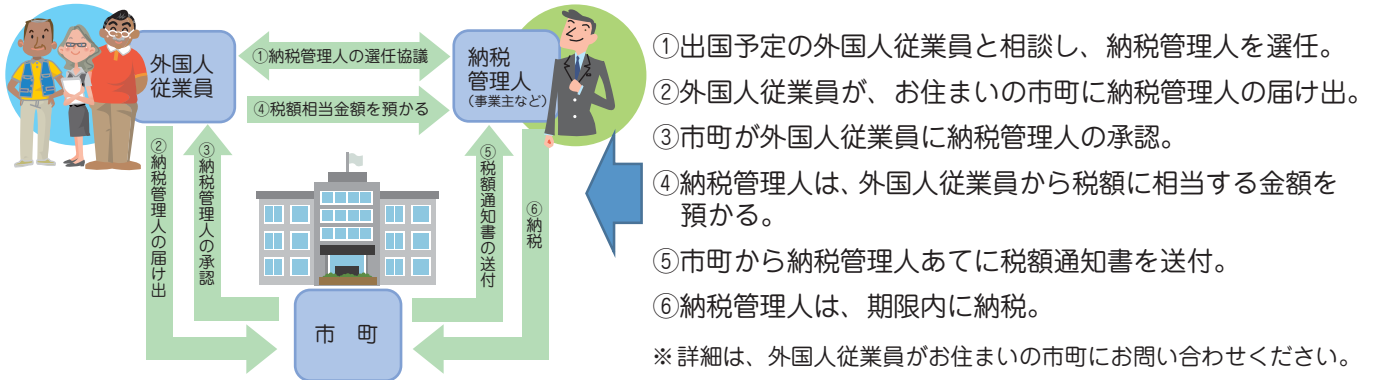 外国人
従業員
①納税管理人の選任協議
④税額相当金額を預かる
納税
管理人
（事業主など）
②納税管理人の届け出
③納税管理人の承認
⑤税額通知書の送付
⑥納税
市　町
①出国予定の外国人従業員と相談し、納税管理人を選任。
②外国人従業員が、お住まいの市町に納税管理人の届け出。
③市町が外国人従業員に納税管理人の承認。
④納税管理人は、外国人従業員から税額に相当する金額を
預かる。
⑤市町から納税管理人あてに税額通知書を送付。
⑥納税管理人は、期限内に納税。
※詳細は、外国人従業員がお住まいの市町にお問い合わせください。